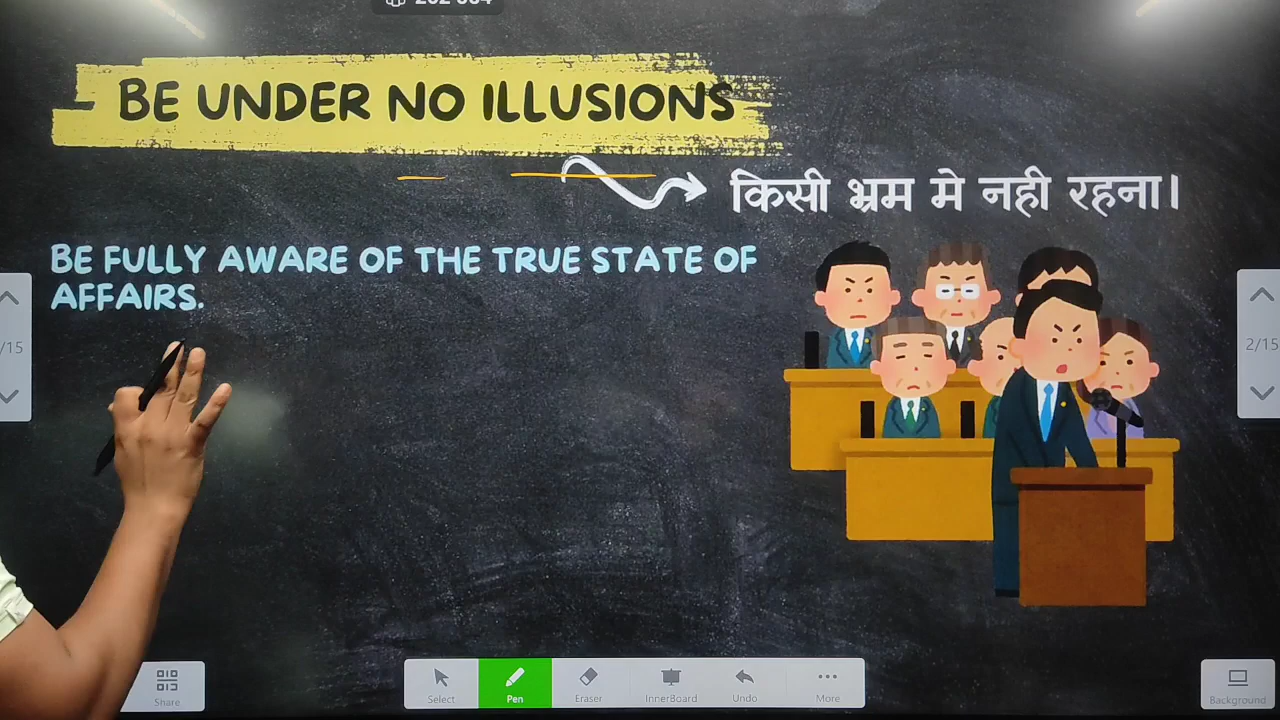 BE UNDER NO ILLUSIONS
किसी भ्रम मे नही रहना।
BE FULLY AWARE OF THE TRUE STATE OF
AFFAIRS.
/15
2/15
Share
Select
Pen
Eraser
InnerBoard
Undo
More
Background